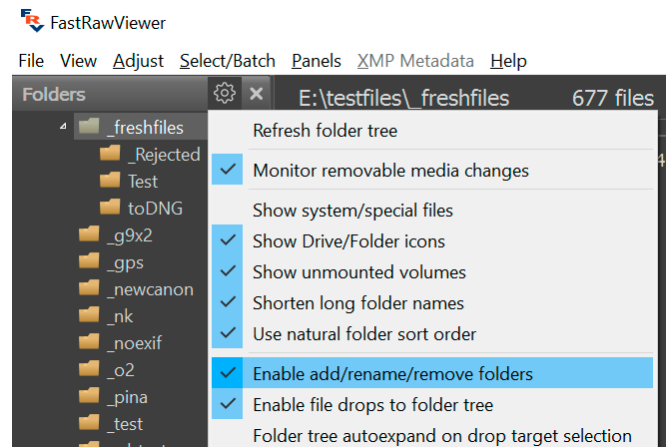 FastRawViewer
File View Adjust Select/Batch Panels XMP Metadata Help
Folders
E:\testfiles\_freshfiles 677 files
_freshfiles
_Rejected
Test
toDNG
_g9x2
_gps
_newcanon
_nk
_noexif
_o2
_pina
_test
Refresh folder tree
Monitor removable media changes
Show system/special files
Show Drive/Folder icons
Show unmounted volumes
Shorten long folder names
Use natural folder sort order
Enable add/rename/remove folders
Enable file drops to folder tree
Folder tree autoexpand on drop target selection